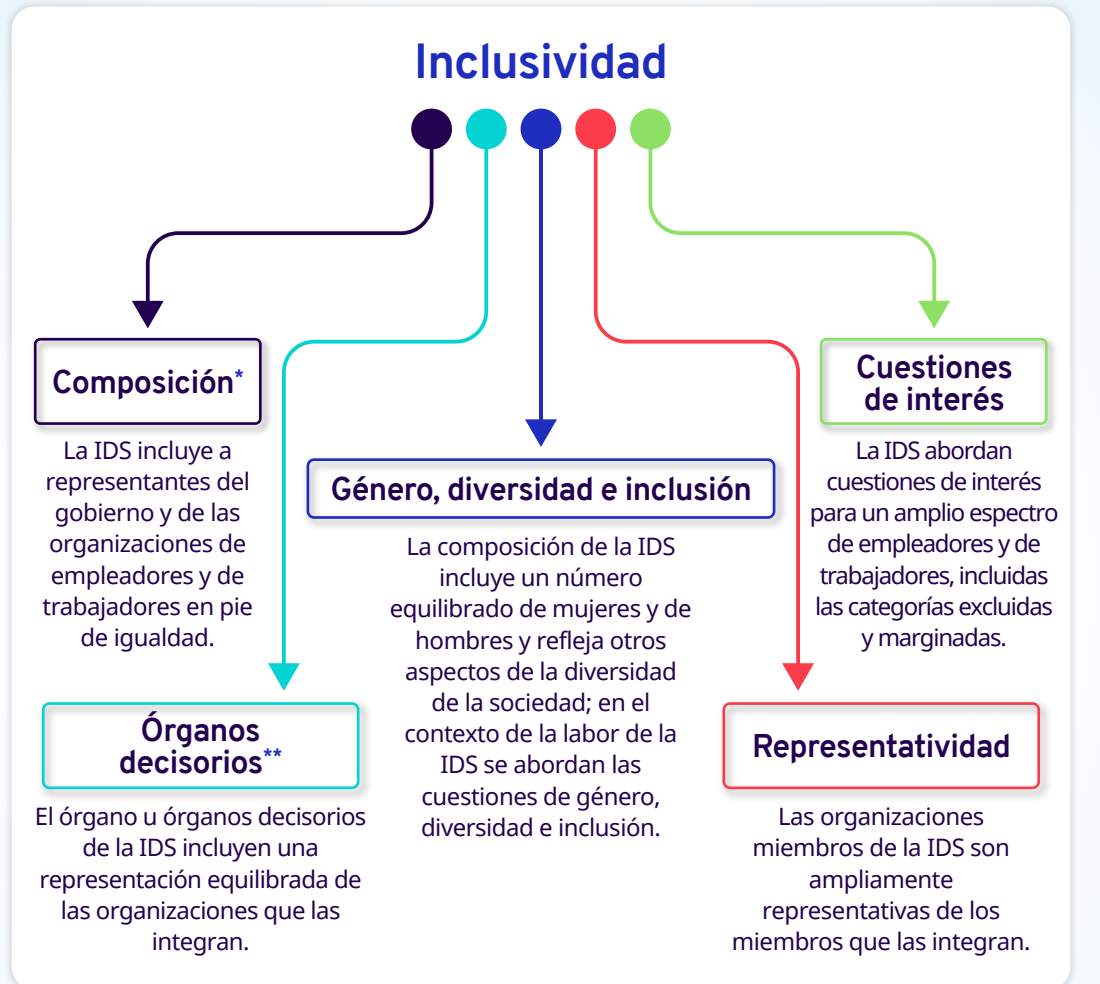 Inclusividad
Composición*
La IDS incluye a
representantes del
gobierno y de las
organizaciones de
empleadores y de
trabajadores en pie
de igualdad.
Órganos
decisorios**
El órgano u órganos decisorios
de la IDS incluyen una
representación equilibrada de
las organizaciones que las
integran.
Género, diversidad e inclusión
La composición de la IDS
incluye un número
equilibrado de mujeres y de
hombres y refleja otros
aspectos de la diversidad
de la sociedad; en el
contexto de la labor de la
IDS se abordan las
cuestiones de género,
diversidad e inclusión.
Representatividad
Las organizaciones
miembros de la IDS son
ampliamente
representativas de los
miembros que las integran.
Cuestiones
de interés
La IDS abordan
cuestiones de interés
para un amplio espectro
de empleadores y de
trabajadores, incluidas
las categorías excluidas
y marginadas.